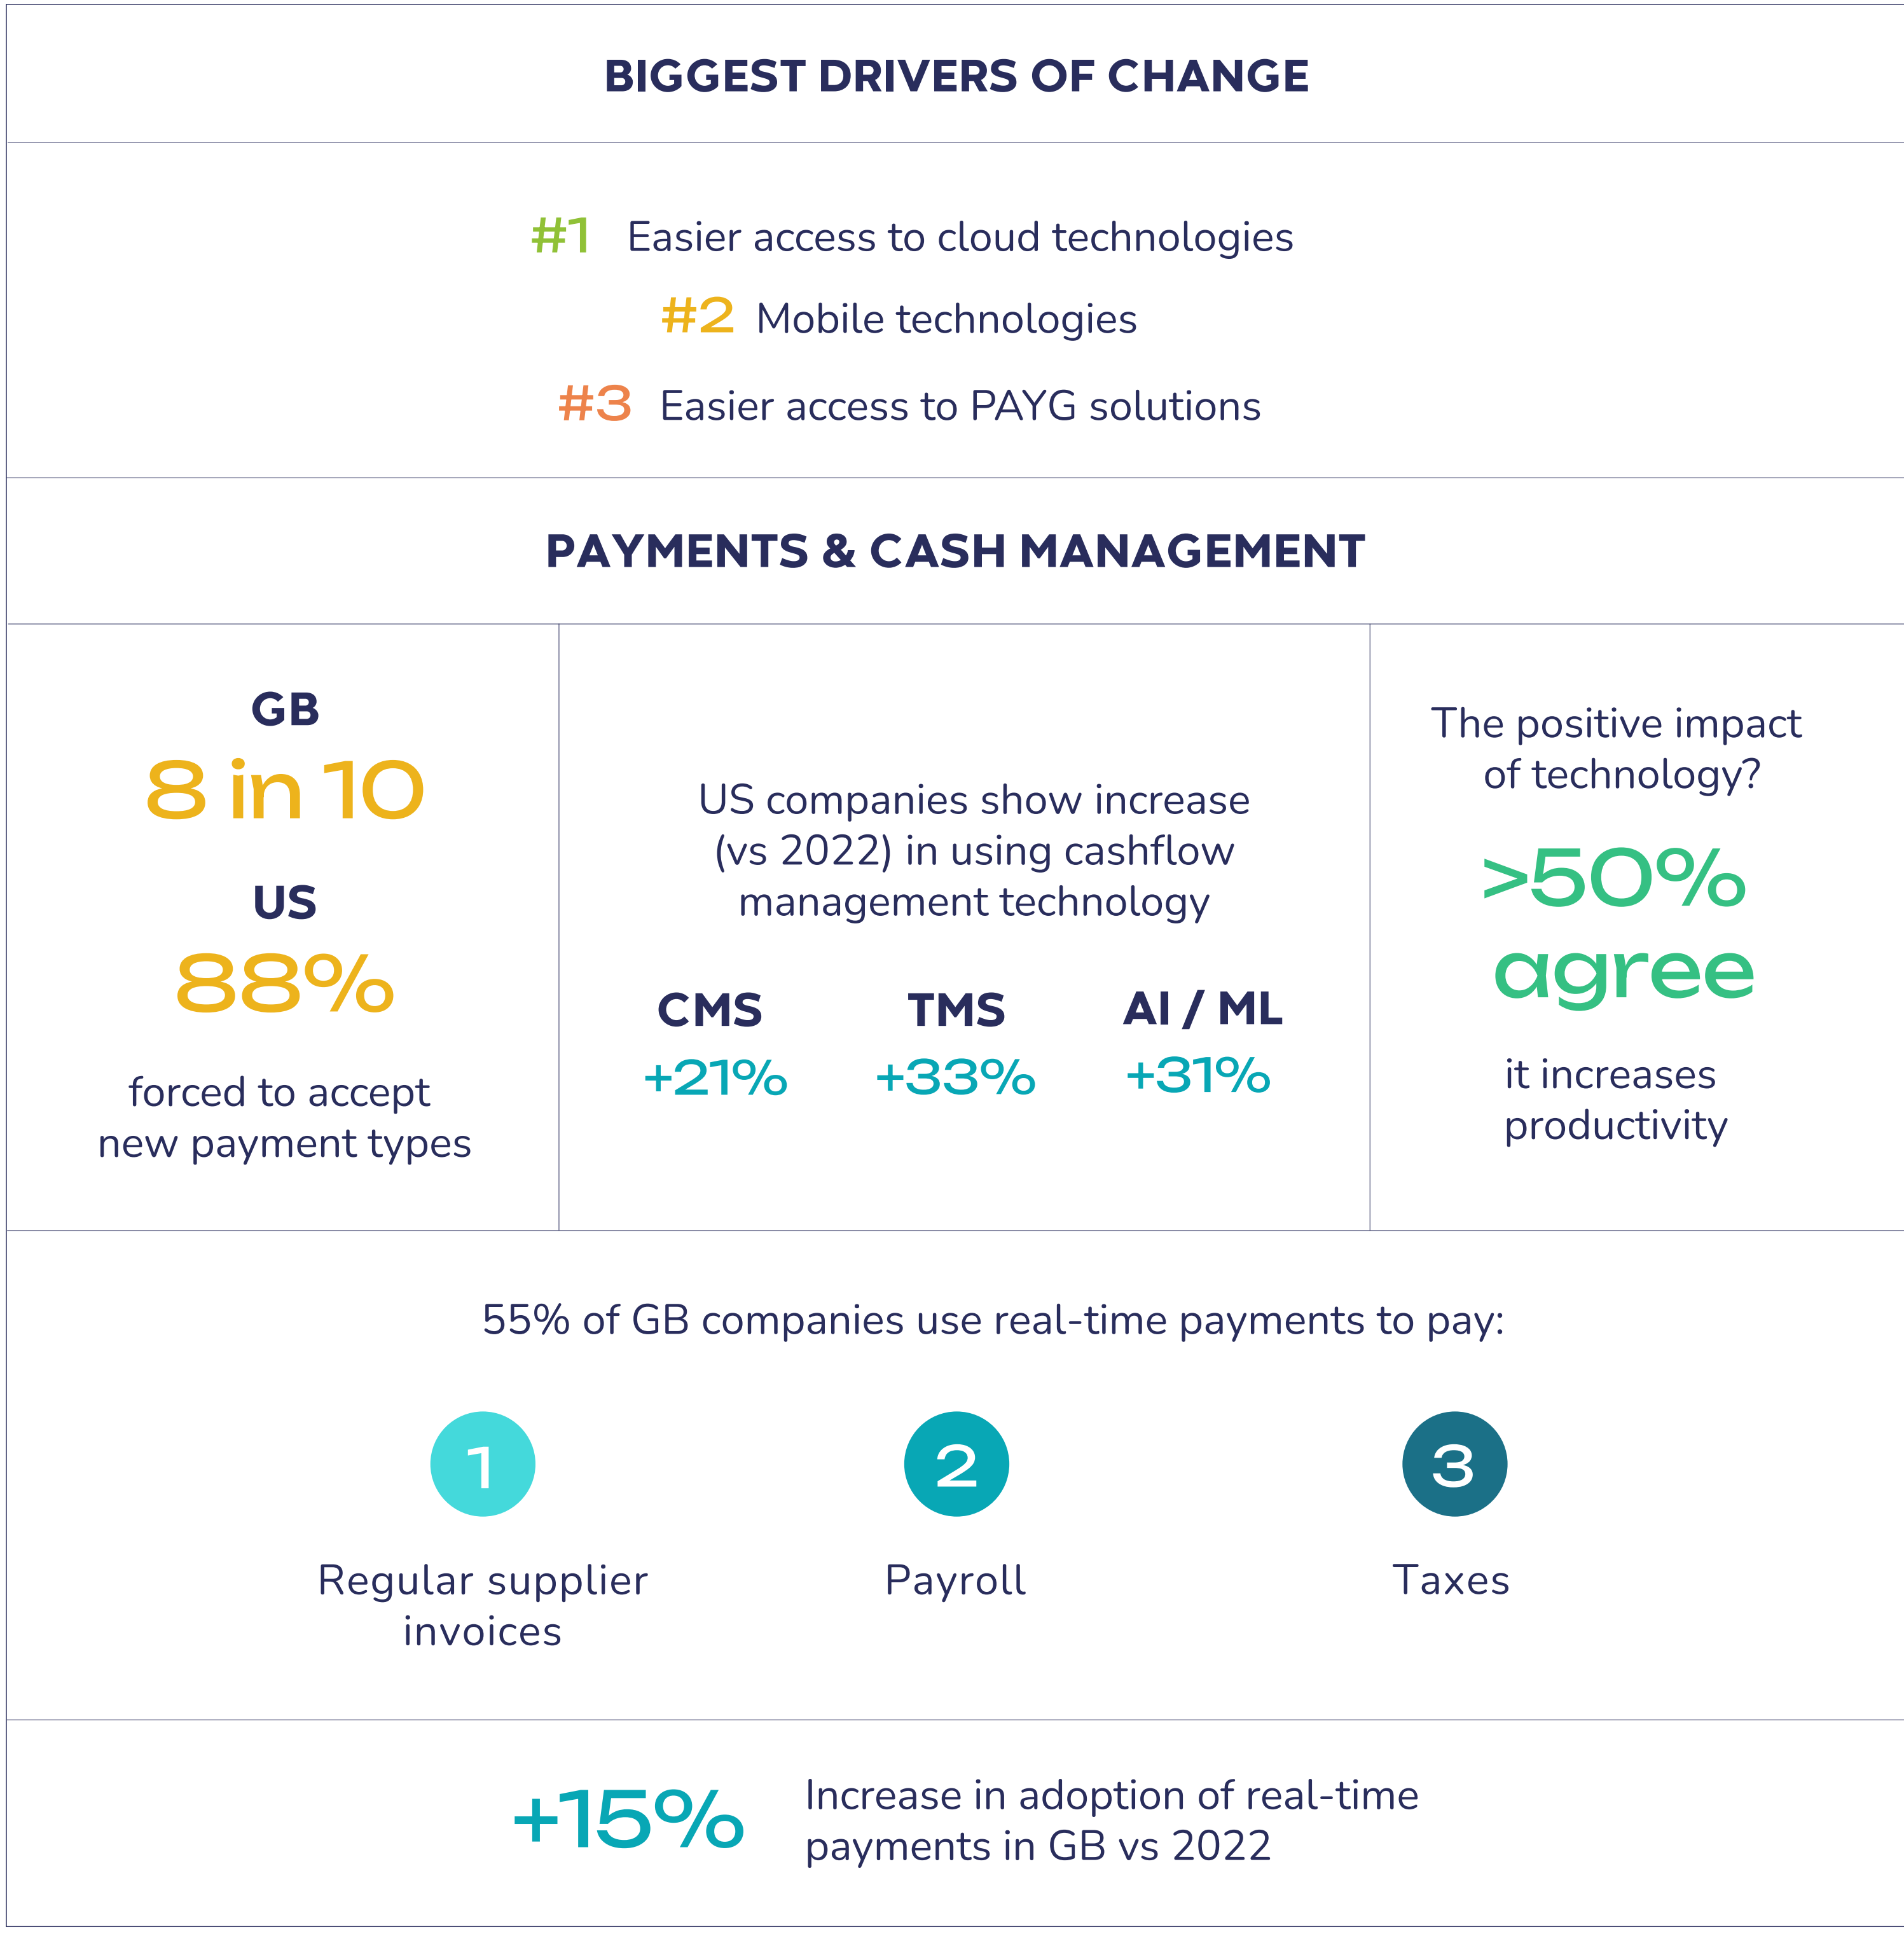 BIGGEST DRIVERS OF CHANGE
#1 Easier access to cloud technologies
#2 Mobile technologies
#3 Easier access to PAYG solutions
PAYMENTS & CASH MANAGEMENT
GB
8 in 10
US
88%
forced to accept
new payment types
US companies show increase
(vs 2022) in using cashflow
management technology
CMS TMS AI / ML
+21% +33% +31%
The positive impact
of technology?
>50%
agree
it increases
productivity
55% of GB companies use real-time payments to pay:
1 2 3
Regular supplier
invoices
Payroll
Taxes
+15%
Increase in adoption of real-time
payments in GB vs 2022